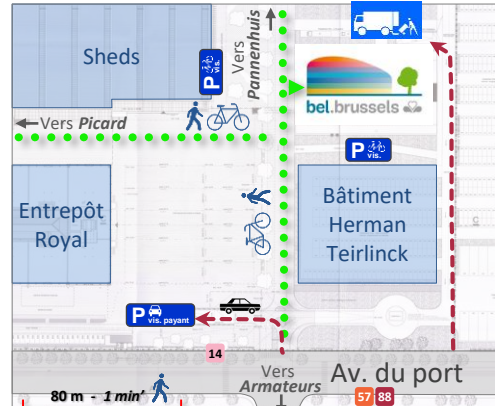 Sheds
P vis.
Vers
Pannenhuis
bel.brussels
Vers Picard
P vis.
Entrepôt
Royal
Bâtiment
Herman
Teirlinck
P vis. payant
14
Vers
Armateurs
Av. du port
80 m - 1 min'
57 88